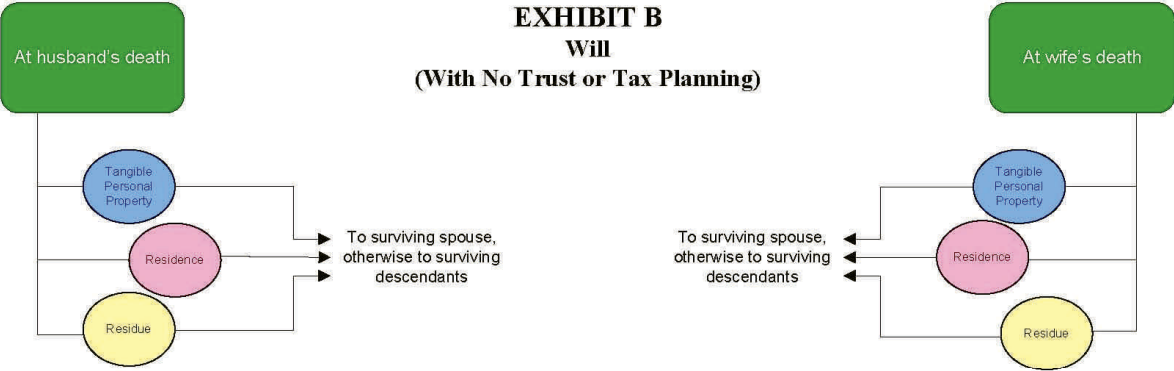 EXHIBIT B
Will
(With No Trust or Tax Planning)
At husband's death
Tangible
Personal
Property
Residence
Residue
To surviving spouse,
otherwise to surviving
descendants
At wife's death
Tangible
Personal
Property
Residence
Residue
To surviving spouse,
otherwise to surviving
descendants